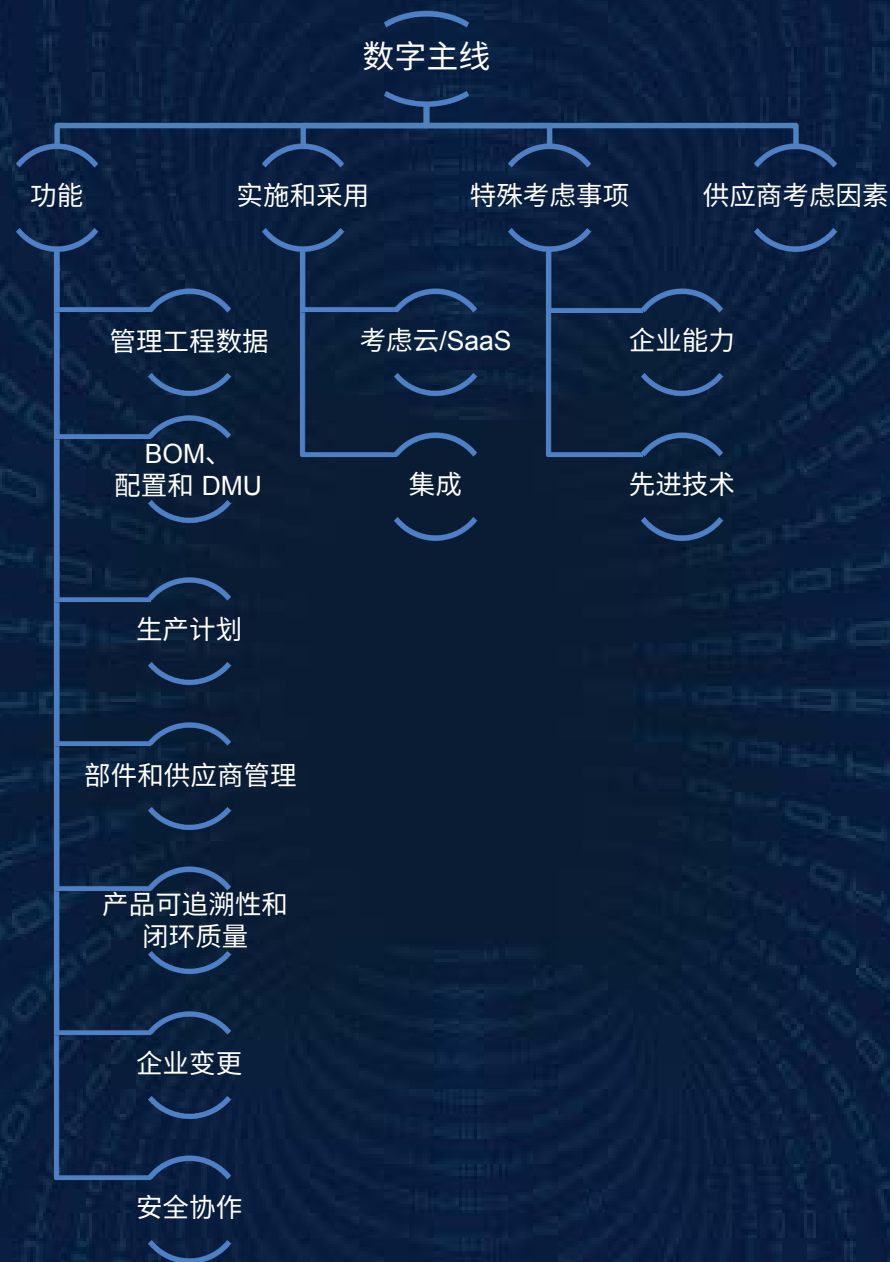 数字主线
功能
实施和采用
特殊考虑事项
供应商考虑因素
管理工程数据
考虑云/SaaS
企业能力
BOM、
配置和 DMU
集成
先进技术
生产计划
部件和供应商管理
产品可追溯性和
闭环质量
企业变更
安全协作